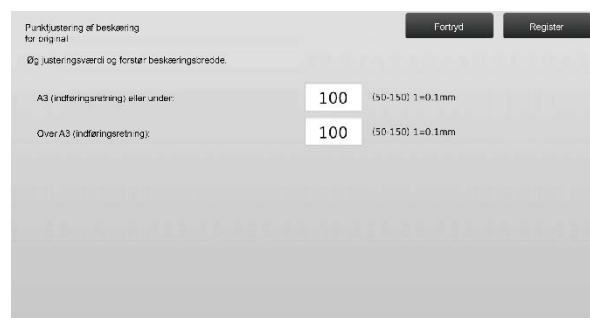 Punktjustering af beskæring
for original
Fortryd
Register
Øg justeringsværdi og forstør beskæringsbredde.
A3 (indføringsretning) eller under:
100
(50-150) 1=0.1mm
Over A3 (indføringsretning):
100
(50-150) 1=0.1mm